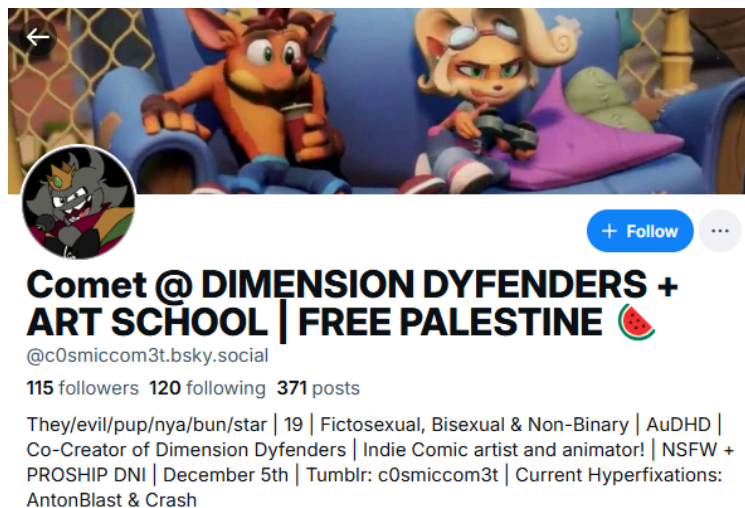 + Follow
Comet @ DIMENSION DYFENDERS +
ART SCHOOL | FREE PALESTINE 🍉
@c0smiccom3t.bsky.social
115 followers 120 following 371 posts
They/evil/pup/nya/bun/star | 19 | Fictosexual, Bisexual & Non-Binary | AuDHD |
Co-Creator of Dimension Dyfenders | Indie Comic artist and animator! | NSFW +
PROSHIP DNI | December 5th | Tumblr: c0smiccom3t | Current Hyperfixations:
AntonBlast & Crash